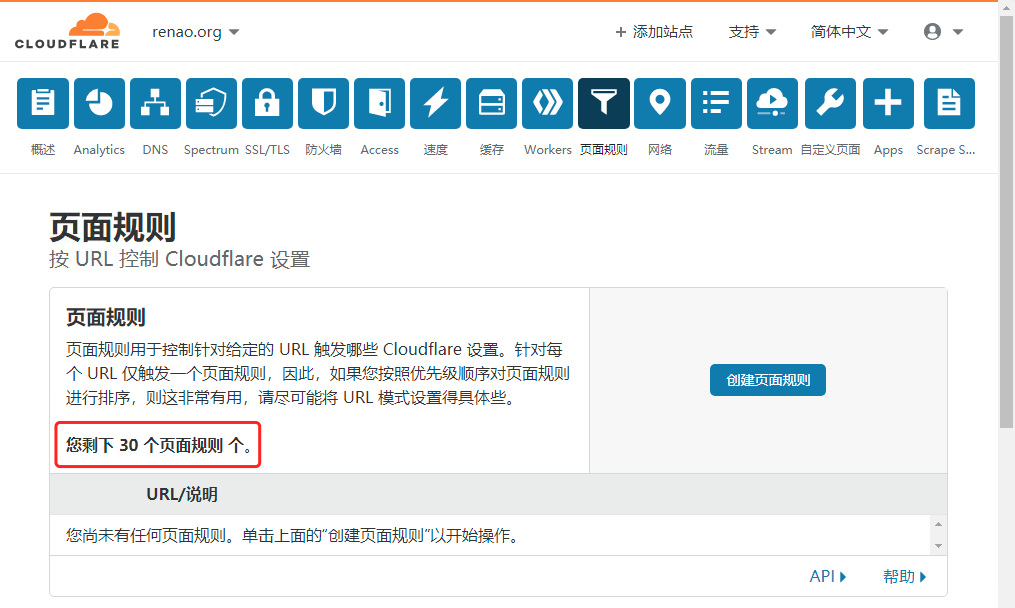 CLOUDFLARE renao.org + 添加站点 支持 简体中文
概述 Analytics DNS Spectrum SSL/TLS 防火墙 Access 速度 缓存 Workers 页面规则 网络 流量 Stream 自定义页面 Apps Scrape S...
页面规则
按 URL 控制 Cloudflare 设置
页面规则
页面规则用于控制针对给定的 URL 触发哪些 Cloudflare 设置。针对每
个 URL 仅触发一个页面规则，因此，如果您按照优先级顺序对页面规则
进行排序，则这非常有用，请尽可能将 URL 模式设置得具体些。
您剩下 30 个页面规则 个。
创建页面规则
URL/说明
您尚未有任何页面规则。单击上面的“创建页面规则”以开始操作。
API 帮助